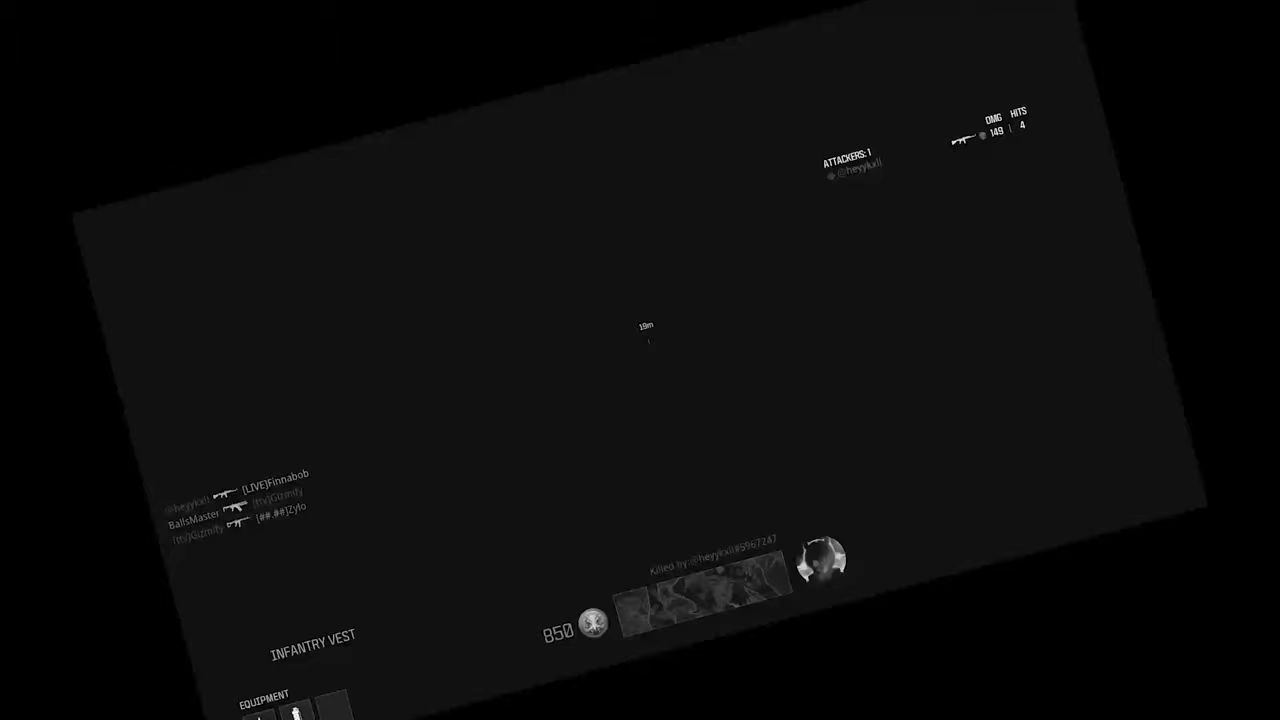 DMG HITS
149 | 4
ATTACKERS: 1
@heyykxll
19m
@heyykxll [LIVE]Finnabob
BallsMaster [ttv]Gizmify
[ttv]Gizmify [##.##]Zylo
Killed by:@heyykxll#5967247
850
INFANTRY VEST
EQUIPMENT